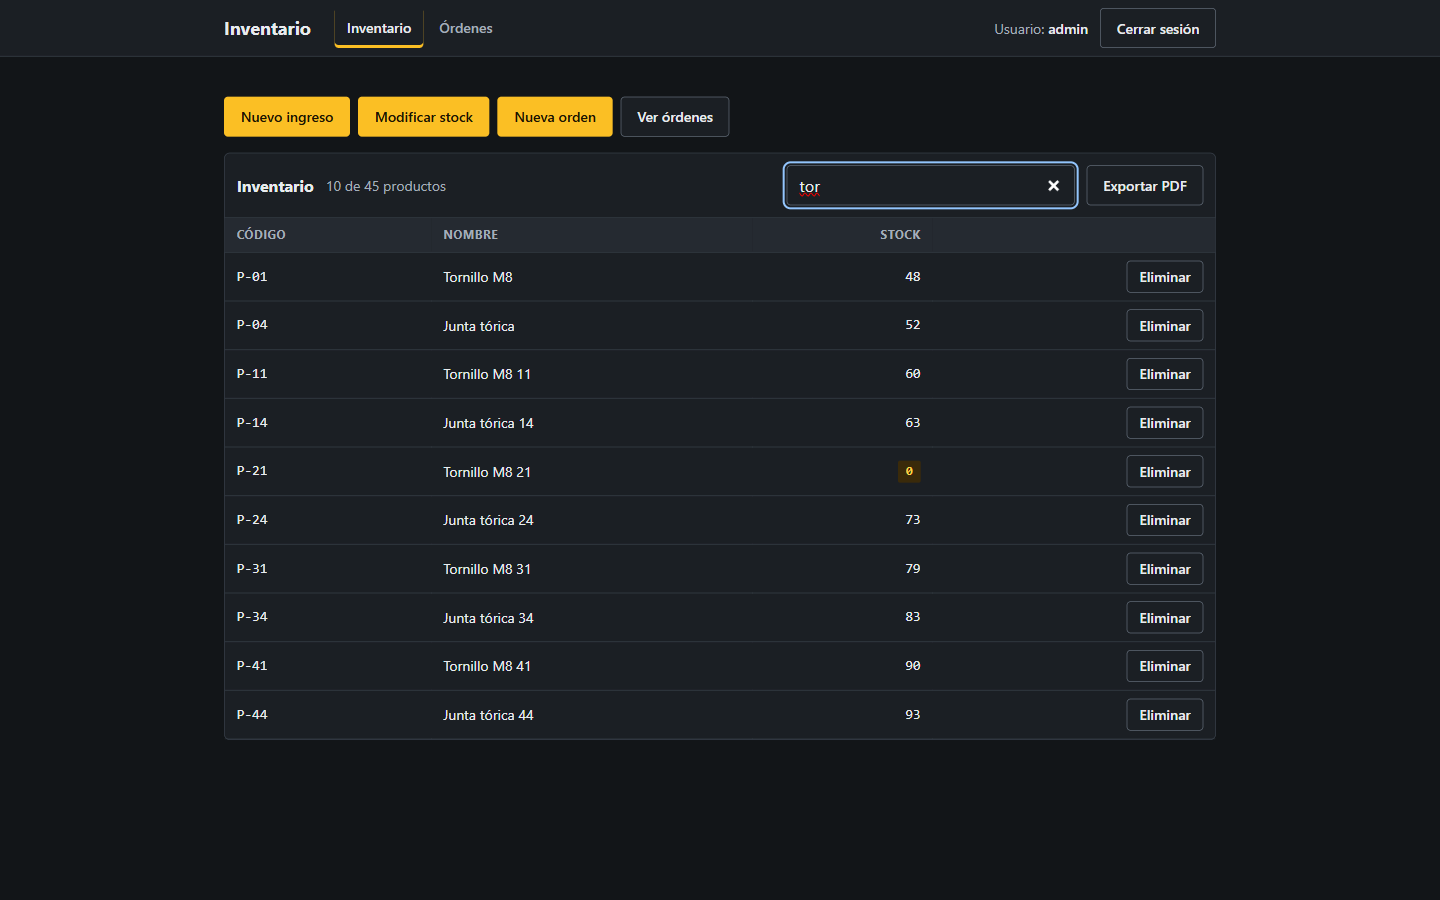 Inventario Inventario Órdenes Usuario: admin Cerrar sesión
Nuevo ingreso Modificar stock Nueva orden Ver órdenes
Inventario 10 de 45 productos tor Exportar PDF
CÓDIGO NOMBRE STOCK
P-01 Tornillo M8 48 Eliminar
P-04 Junta tórica 52 Eliminar
P-11 Tornillo M8 11 60 Eliminar
P-14 Junta tórica 14 63 Eliminar
P-21 Tornillo M8 21 0 Eliminar
P-24 Junta tórica 24 73 Eliminar
P-31 Tornillo M8 31 79 Eliminar
P-34 Junta tórica 34 83 Eliminar
P-41 Tornillo M8 41 90 Eliminar
P-44 Junta tórica 44 93 Eliminar